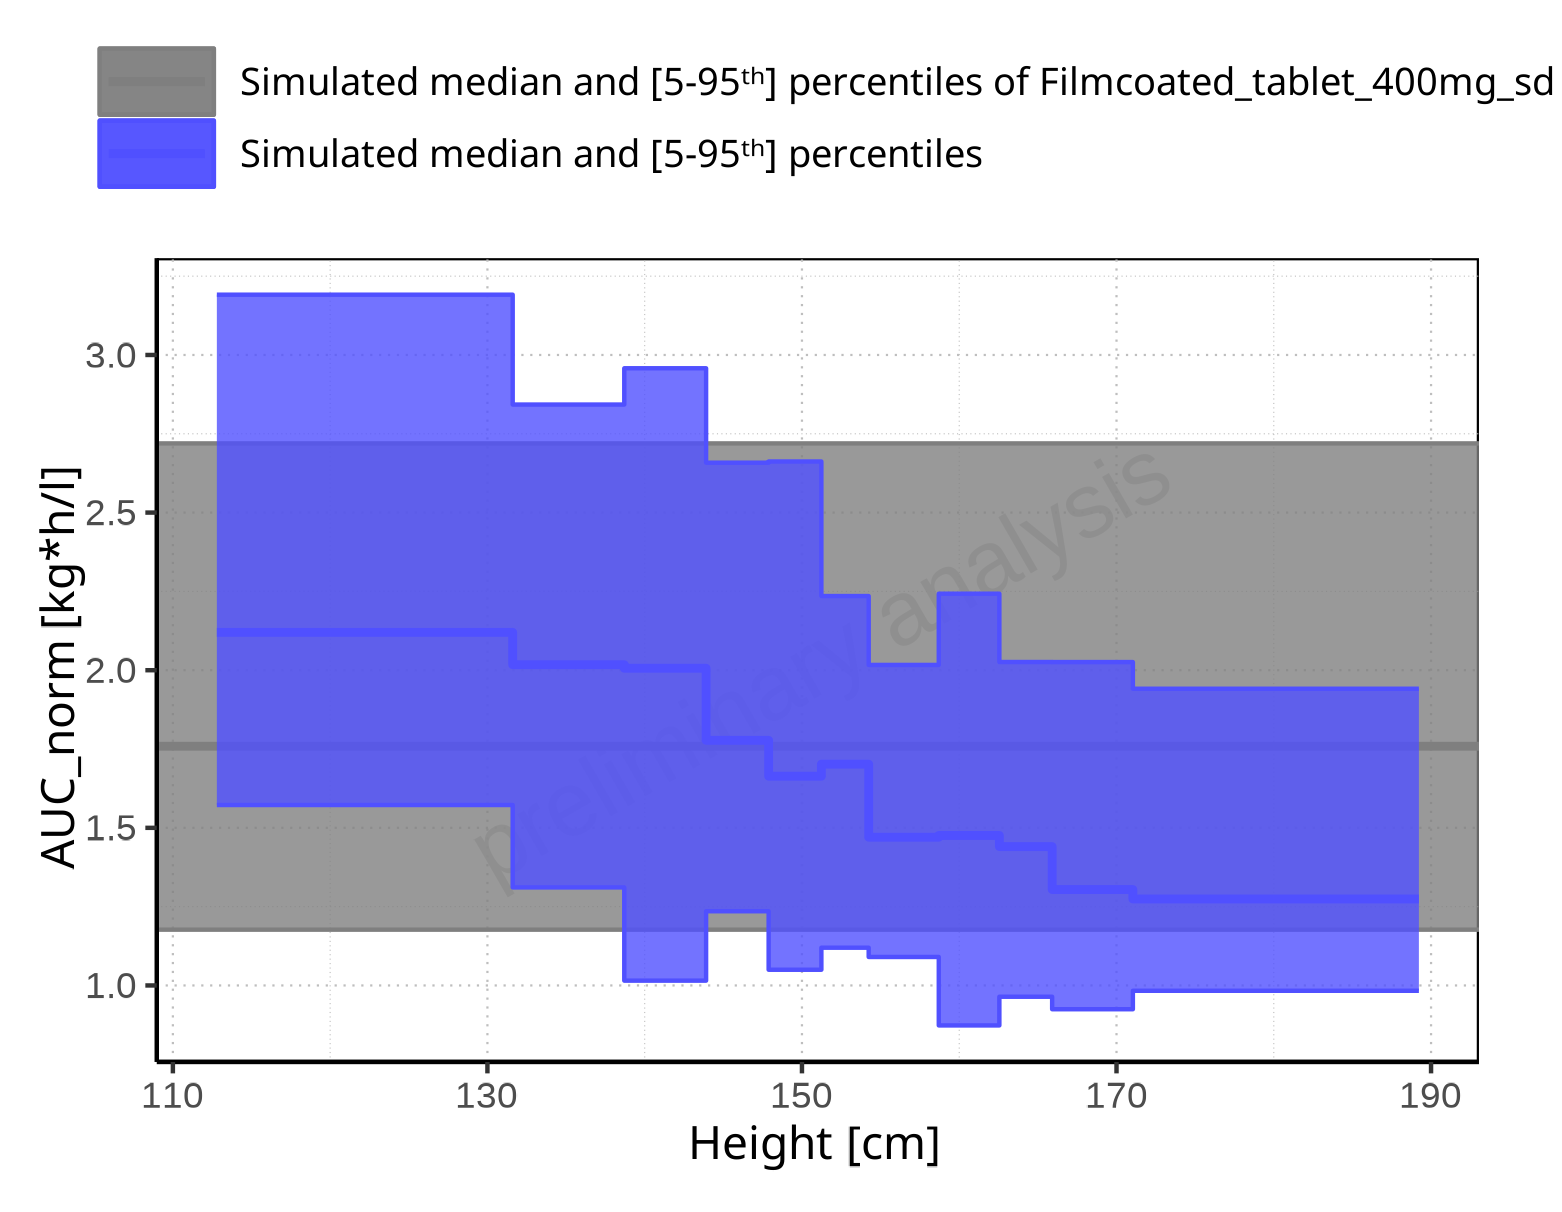 Simulated median and [5-95ᵗʰ] percentiles of Filmcoated_tablet_400mg_sd
Simulated median and [5-95ᵗʰ] percentiles
AUC_norm [kg*h/l]
3.0
2.5
2.0
1.5
1.0
preliminary analysis
110 130 150 170 190
Height [cm]